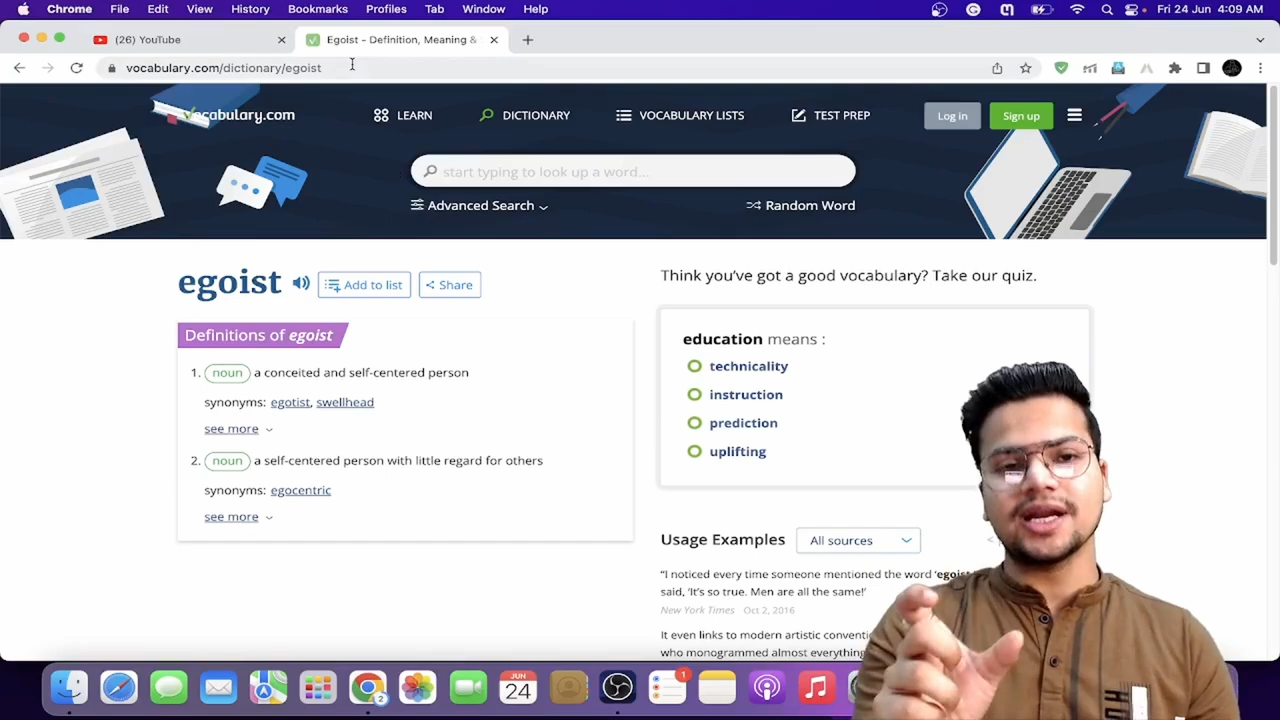 Chrome File Edit View History Bookmarks Profiles Tab Window Help Fri 24 Jun 4:09 AM
(26) YouTube Egoist - Definition, Meaning &
vocabulary.com/dictionary/egoist
vocabulary.com LEARN DICTIONARY VOCABULARY LISTS TEST PREP Log in Sign up
start typing to look up a word...
Advanced Search Random Word
egoist Add to list Share
Think you've got a good vocabulary? Take our quiz.
Definitions of egoist
education means :
1. noun a conceited and self-centered person
technicality
synonyms: egotist, swellhead
instruction
see more
prediction
2. noun a self-centered person with little regard for others
uplifting
synonyms: egocentric
see more
Usage Examples All sources
"I noticed every time someone mentioned the word 'egois
said, 'It's so true. Men are all the same!'
New York Times Oct 2, 2016
It even links to modern artistic conventi
who monogrammed almost everything
JUN
24
2
1